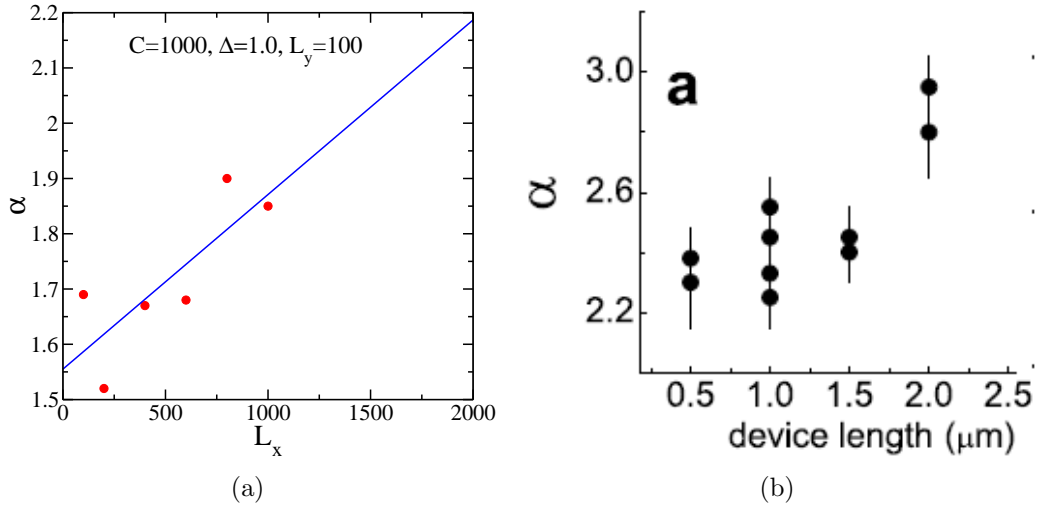 2.2
2.1
2
1.9
1.8
1.7
1.6
1.5
α
C=1000, Δ=1.0, L_y=100
0 500 1000 1500 2000
L_x
(a)
a
3.0
2.6
2.2
α
0.5 1.0 1.5 2.0 2.5
device length (μm)
(b)